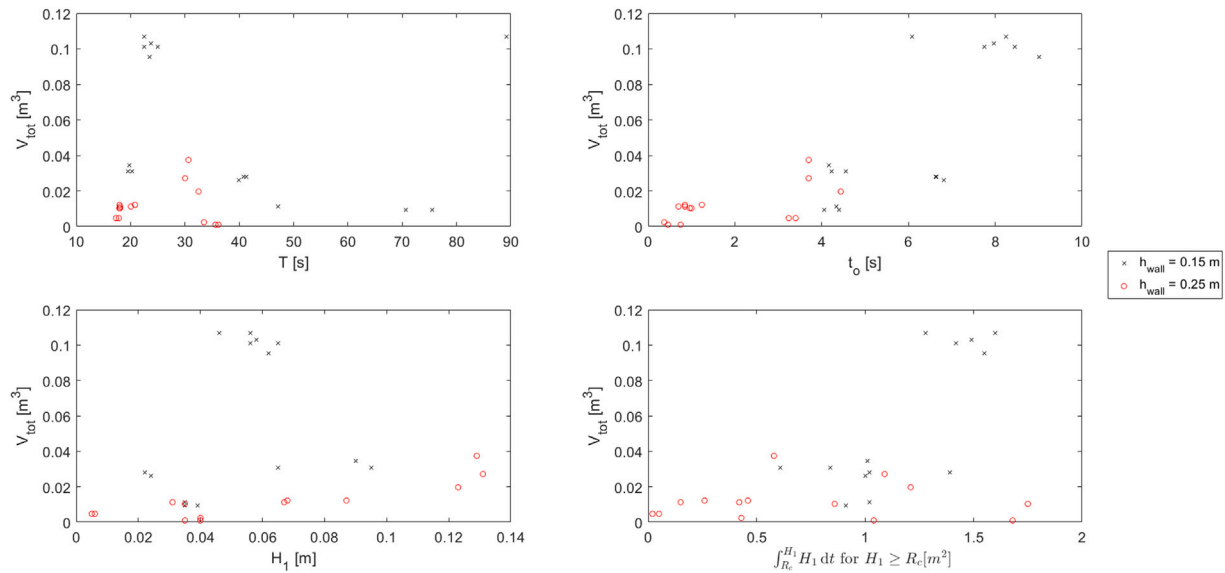 0.12
0.1
0.08
0.06
0.04
0.02
0
V_tot [m³]
10 20 30 40 50 60 70 80 90
T [s]
0.12
0.1
0.08
0.06
0.04
0.02
0
V_tot [m³]
0 2 4 6 8 10
t_o [s]
h_wall = 0.15 m
h_wall = 0.25 m
0.12
0.1
0.08
0.06
0.04
0.02
0
V_tot [m³]
0 0.02 0.04 0.06 0.08 0.1 0.12 0.14
H_1 [m]
0.12
0.1
0.08
0.06
0.04
0.02
0
V_tot [m³]
0 0.5 1 1.5 2
∫_{R_c}^{H_1} H_1 dt for H_1 ≥ R_c[m²]